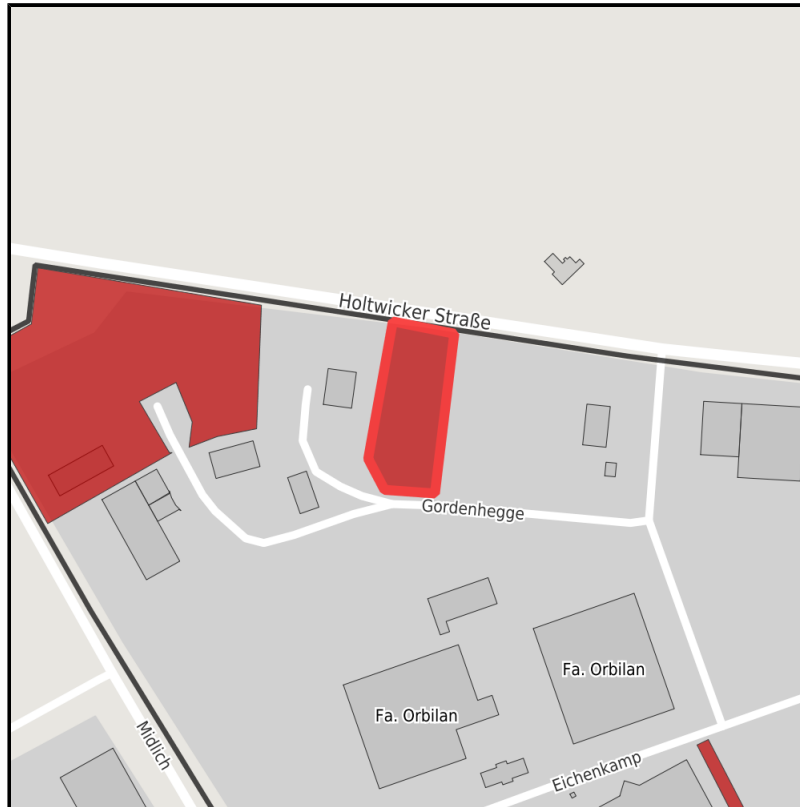 Holtwicker Straße
Gordenhegge
Fa. Orbilan
Fa. Orbilan
Midlich
Eichenkamp